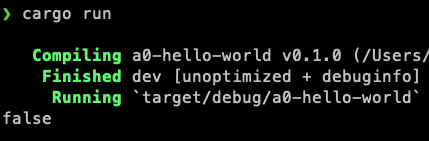 ❯ cargo run
Compiling a0-hello-world v0.1.0 (/Users/
Finished dev [unoptimized + debuginfo]
Running `target/debug/a0-hello-world`
false